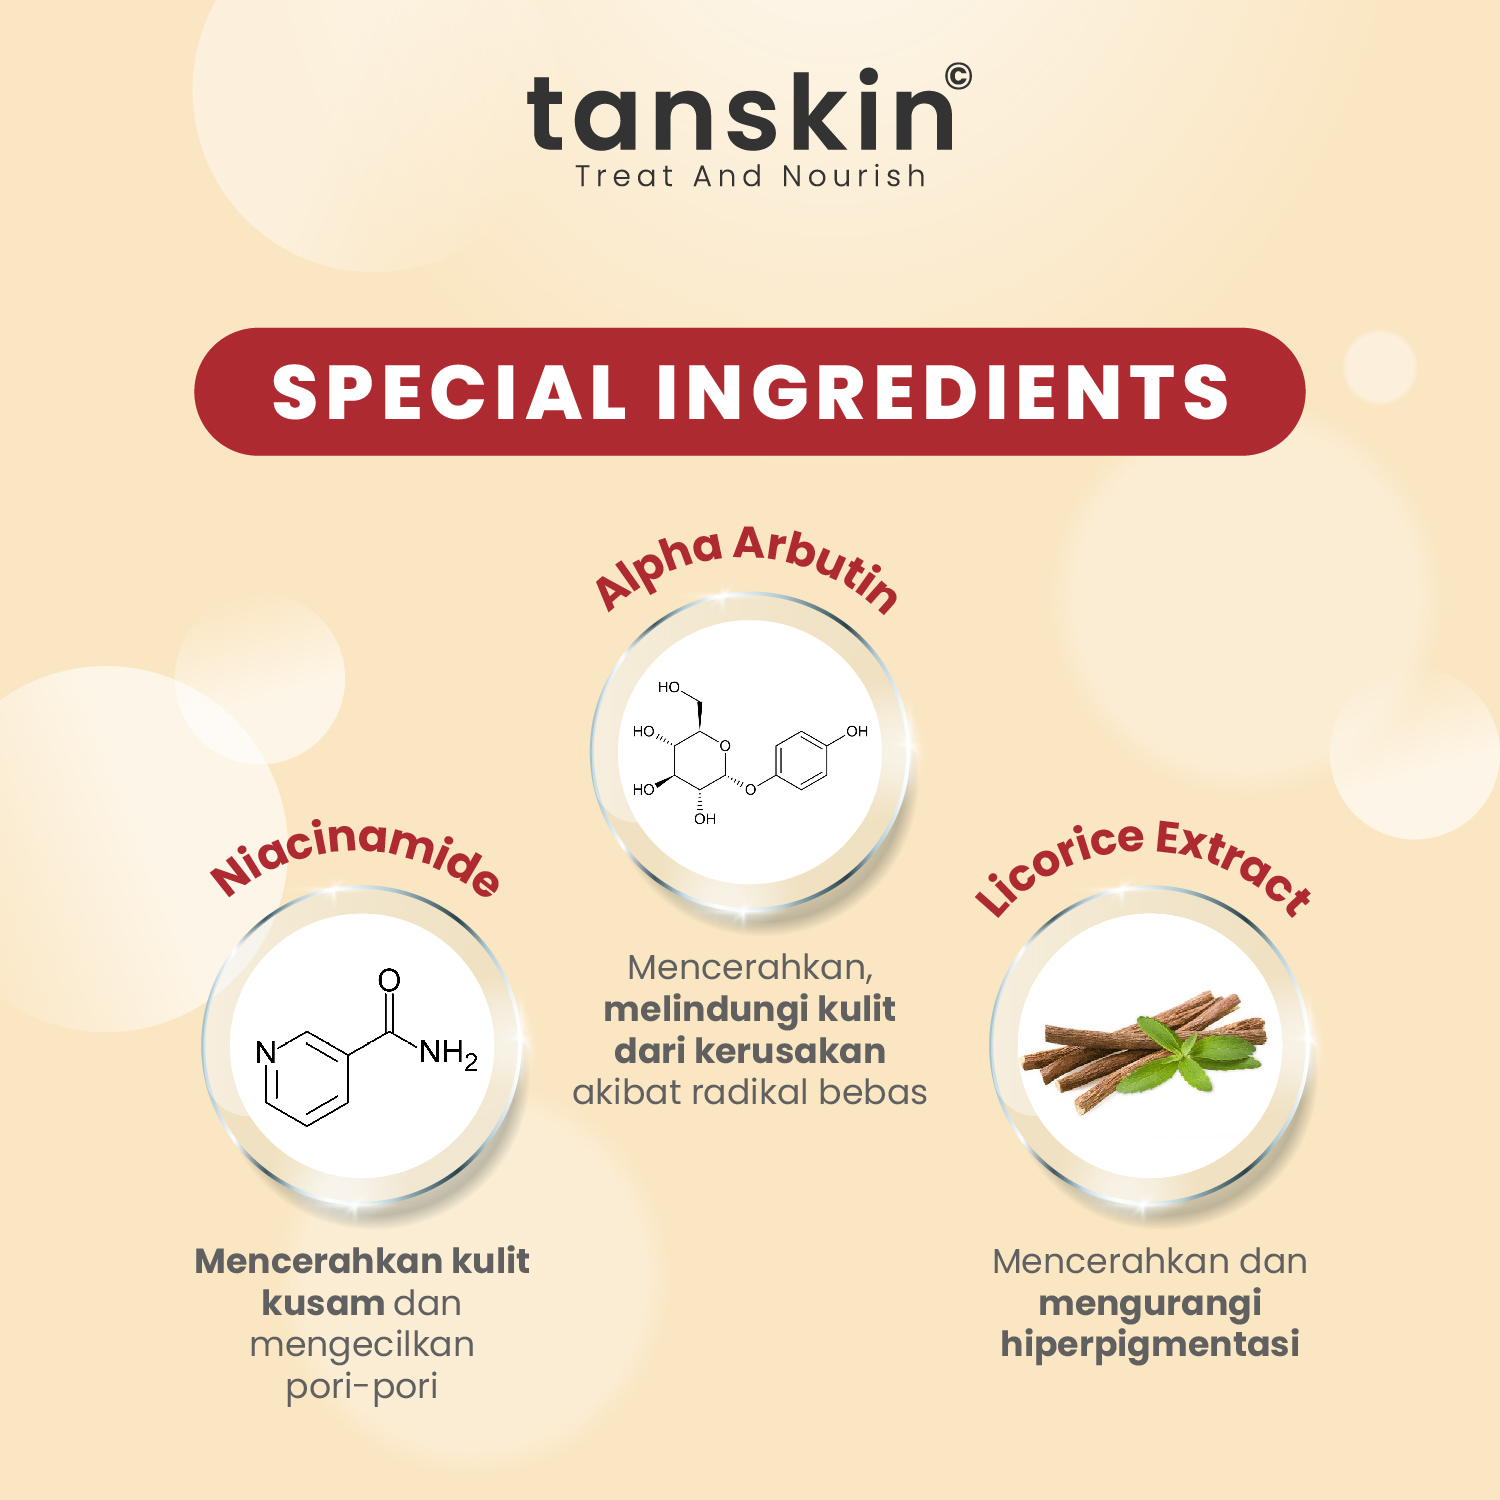 tanskin©
Treat And Nourish
SPECIAL INGREDIENTS
Alpha Arbutin
HO
HO
O
OH
HO
O
OH
Mencerahkan,
melindungi kulit
dari kerusakan
akibat radikal bebas
Niacinamide
O
N
NH2
Mencerahkan kulit
kusam dan
mengecilkan
pori-pori
Licorice Extract
Mencerahkan dan
mengurangi
hiperpigmentasi